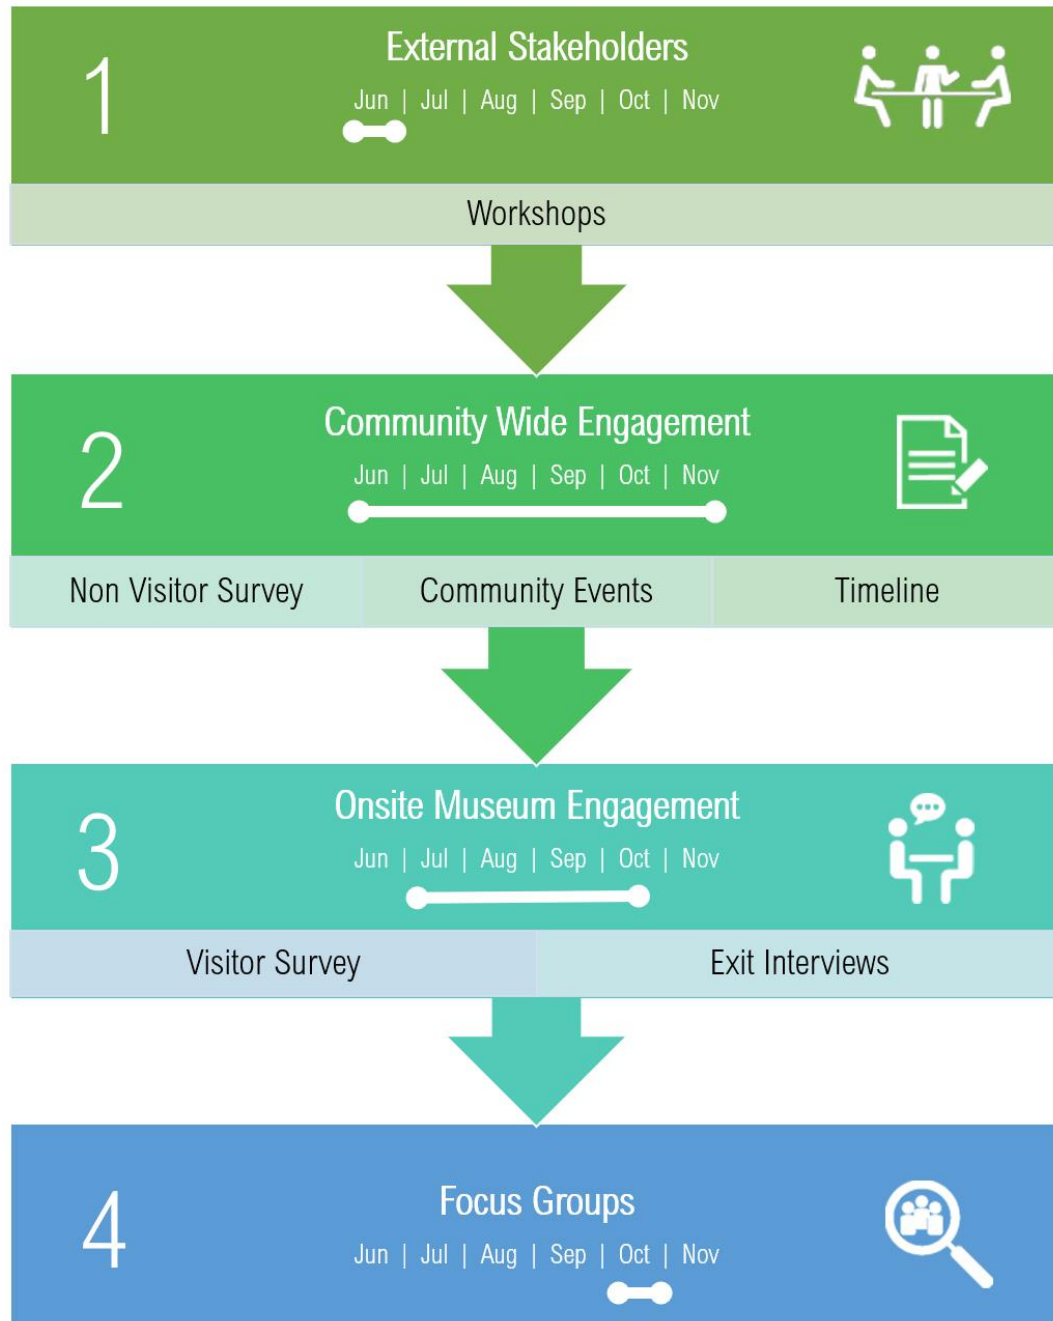 1
External Stakeholders
Jun | Jul | Aug | Sep | Oct | Nov
Workshops
2
Community Wide Engagement
Jun | Jul | Aug | Sep | Oct | Nov
Non Visitor Survey
Community Events
Timeline
3
Onsite Museum Engagement
Jun | Jul | Aug | Sep | Oct | Nov
Visitor Survey
Exit Interviews
4
Focus Groups
Jun | Jul | Aug | Sep | Oct | Nov